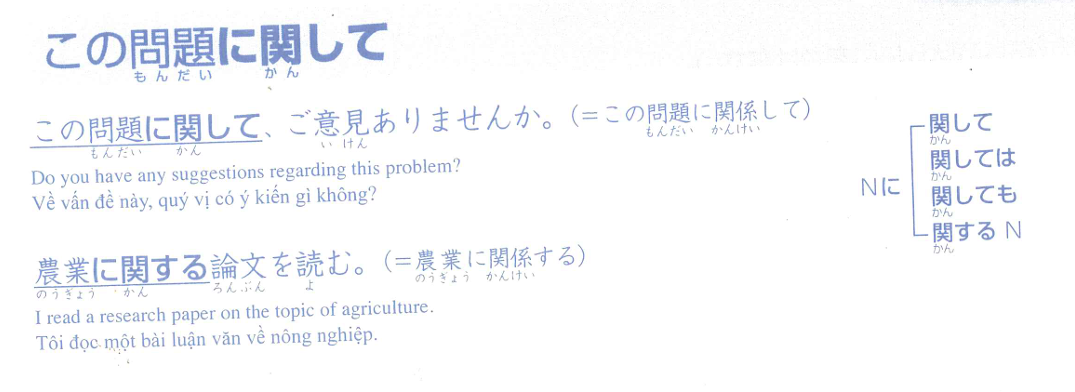 この問題に関して
もんだい かん
この問題に関して、ご意見ありませんか。(=この問題に関係して)
もんだい かん い けん もんだい かんけい
Do you have any suggestions regarding this problem?
Về vấn đề này, quý vị có ý kiến gì không?
農業に関する論文を読む。(=農業に関係する)
のうぎょう かん ろんぶん よ のうぎょう かんけい
I read a research paper on the topic of agriculture.
Tôi đọc một bài luận văn về nông nghiệp.
Nに
関して
かん
関しては
かん
関しても
かん
関する N
かん